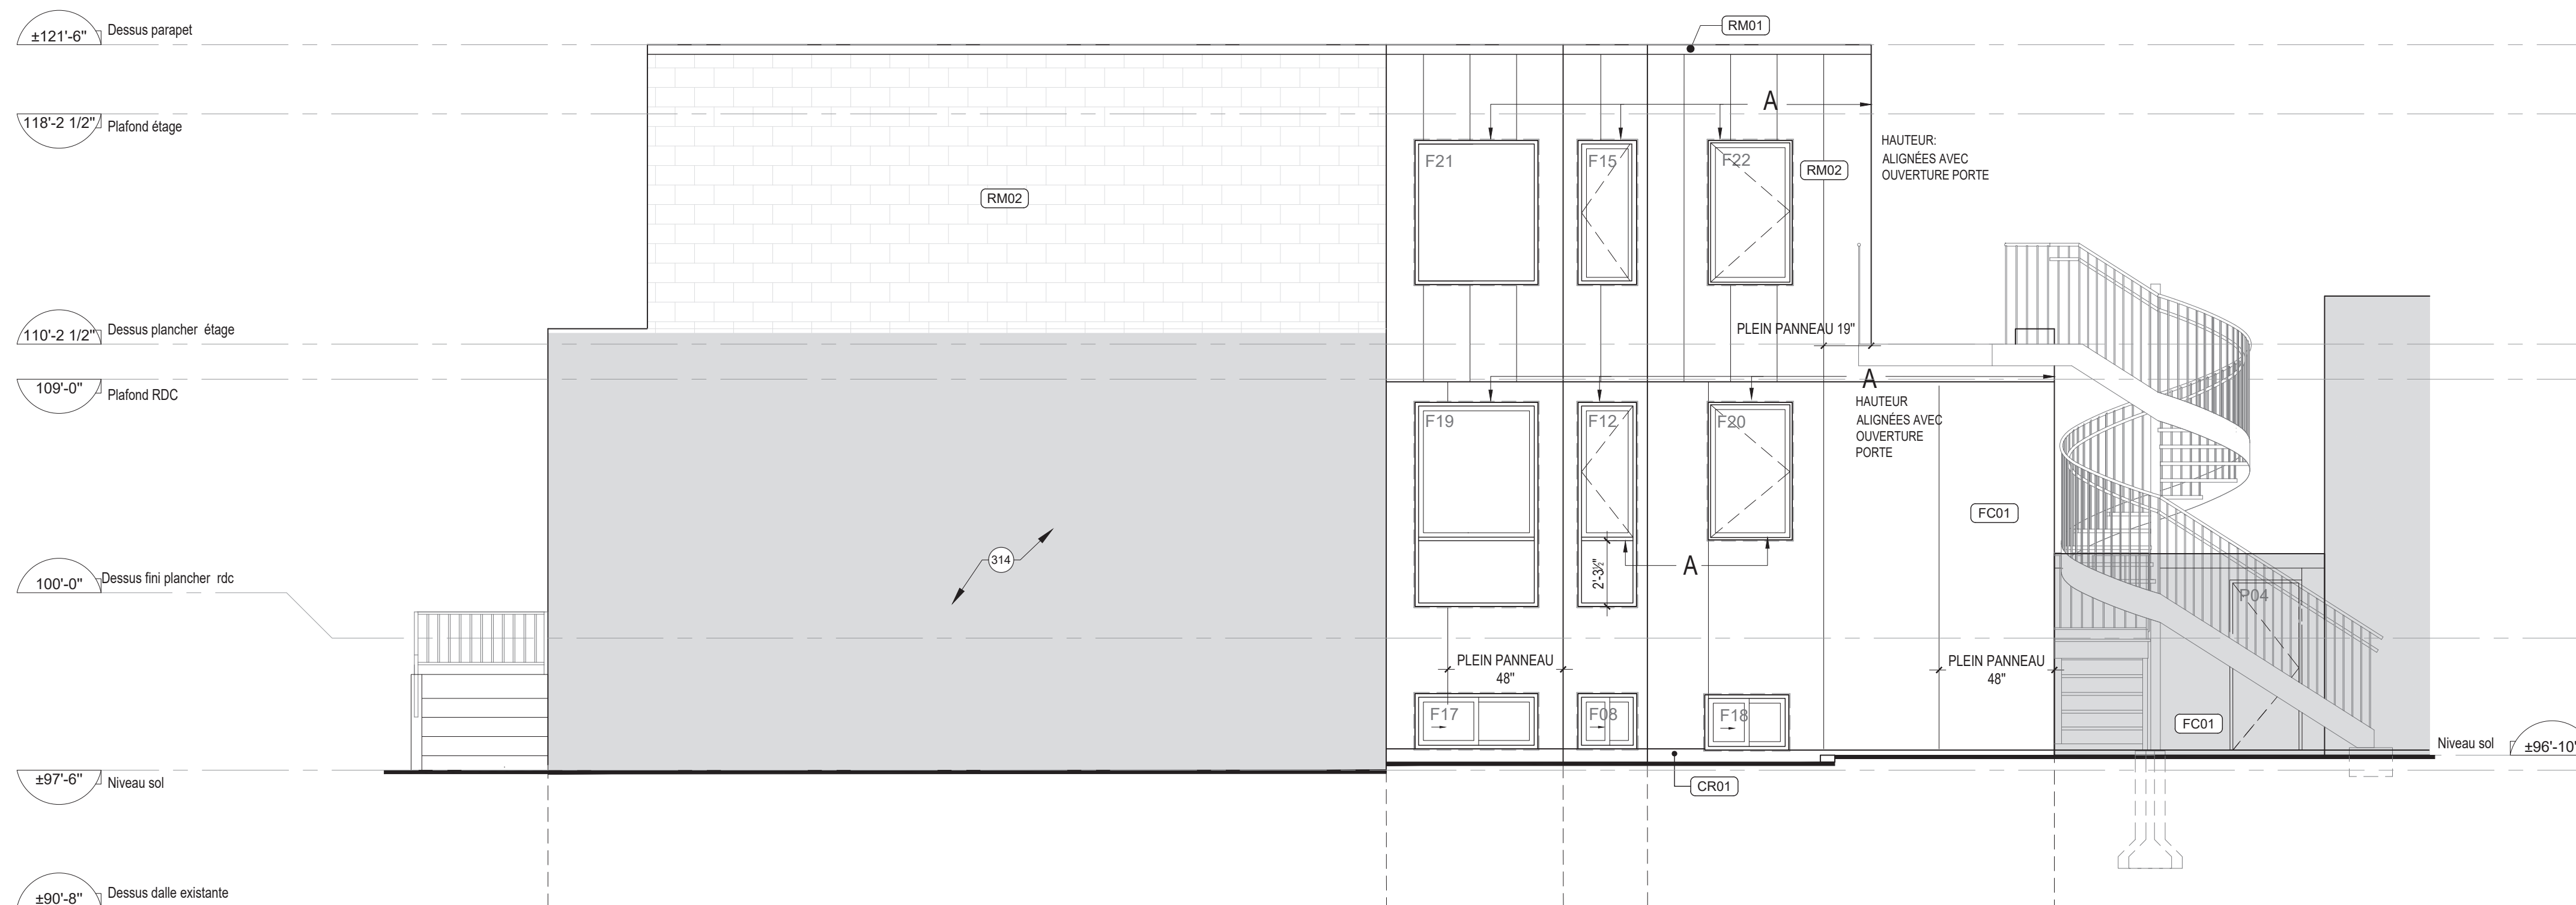 ±121'-6"
Dessus parapet
118'-2 1/2"
Plafond étage
110'-2 1/2"
Dessus plancher étage
109'-0"
Plafond RDC
100'-0"
Dessus fini plancher rdc
±97'-6"
Niveau sol
±90'-8"
Dessus dalle existante
RM02
314
RM01
A
F21
F15
F22
RM02
HAUTEUR:
ALIGNÉES AVEC
OUVERTURE PORTE
PLEIN PANNEAU 19"
A
HAUTEUR
ALIGNÉES AVEC
OUVERTURE
PORTE
F19
F12
F20
FC01
A
2'-3½"
P04
PLEIN PANNEAU
48"
PLEIN PANNEAU
48"
F17
F08
F18
FC01
CR01
Niveau sol
±96'-10"